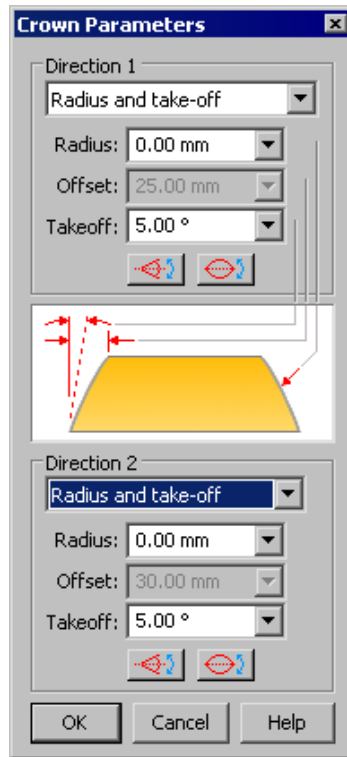 Crown Parameters
Direction 1
Radius and take-off
Radius: 0.00 mm
Offset: 25.00 mm
Takeoff: 5.00 °
Direction 2
Radius and take-off
Radius: 0.00 mm
Offset: 30.00 mm
Takeoff: 5.00 °
OK Cancel Help